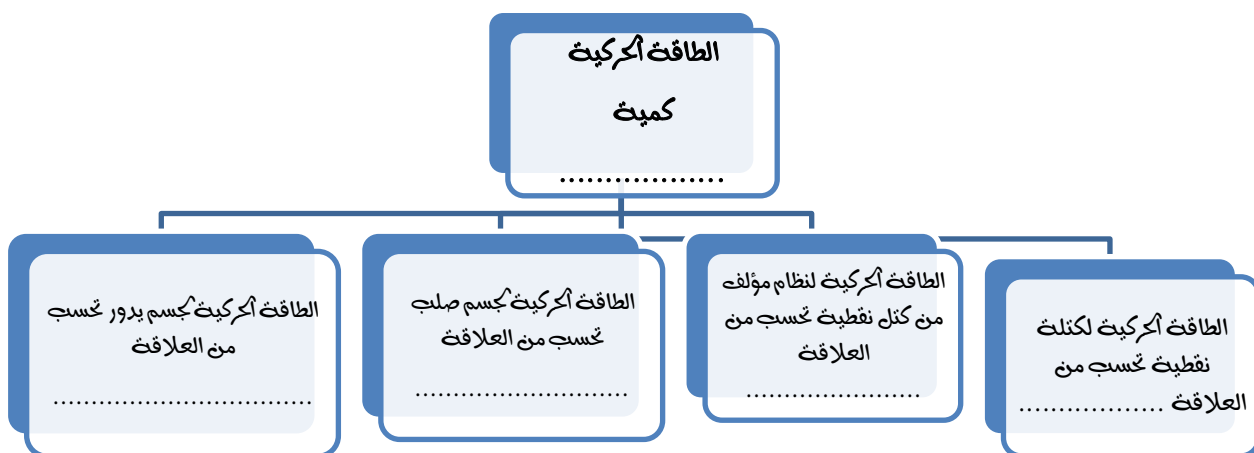 الطاقة الحركية
كمية
..................
الطاقة الحركية لكتلة
نقطية تحسب من
العلاقة ..................
الطاقة الحركية لنظام مؤلف
من كتل نقطية تحسب من
العلاقة
.......................
الطاقة الحركية لجسم صلب
تحسب من العلاقة
............................
الطاقة الحركية لجسم يدور تحسب
من العلاقة
..................................